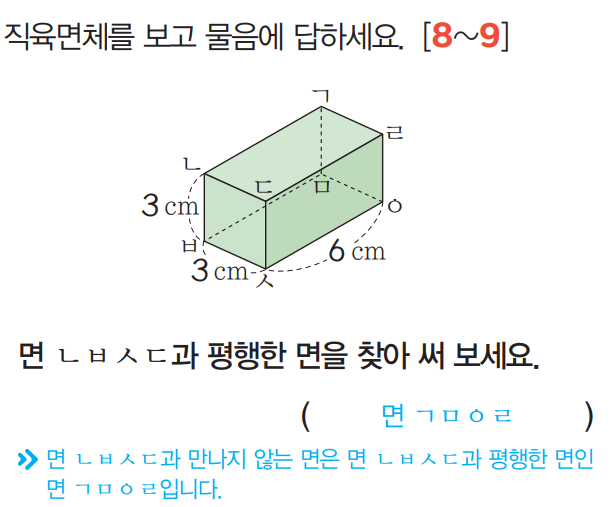 직육면체를 보고 물음에 답하세요. [8~9]
ㄱ
ㄹ
ㄴ
ㄷ
ㅁ
3 cm
ㅇ
ㅂ
6 cm
3 cm
ㅅ
면 ㄴㅂㅅㄷ과 평행한 면을 찾아 써 보세요.
( 면 ㄱㅁㅇㄹ )
» 면 ㄴㅂㅅㄷ과 만나지 않는 면은 면 ㄴㅂㅅㄷ과 평행한 면인
면 ㄱㅁㅇㄹ입니다.